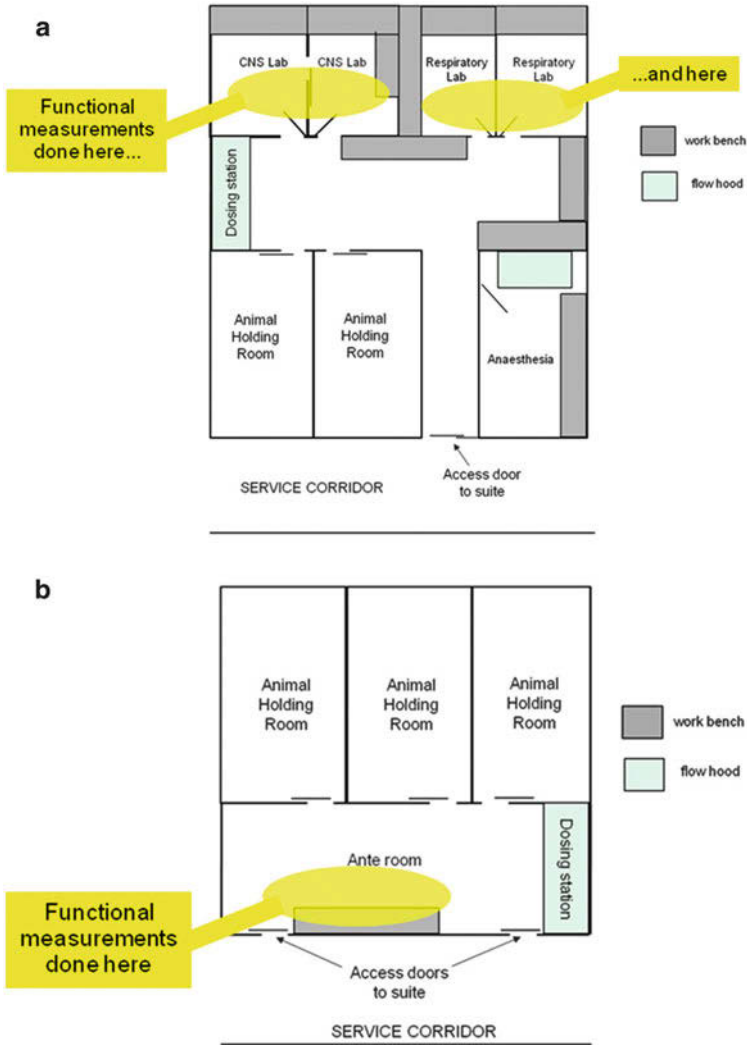 a
CNS Lab
CNS Lab
Respiratory
Lab
Respiratory
Lab
...and here
Functional
measurements
done here...
work bench
flow hood
Dosing station
Animal
Holding
Room
Animal
Holding
Room
Anaesthesia
Access door
to suite
SERVICE CORRIDOR
b
Animal
Holding
Room
Animal
Holding
Room
Animal
Holding
Room
work bench
flow hood
Dosing station
Ante room
Functional
measurements
done here
Access doors
to suite
SERVICE CORRIDOR